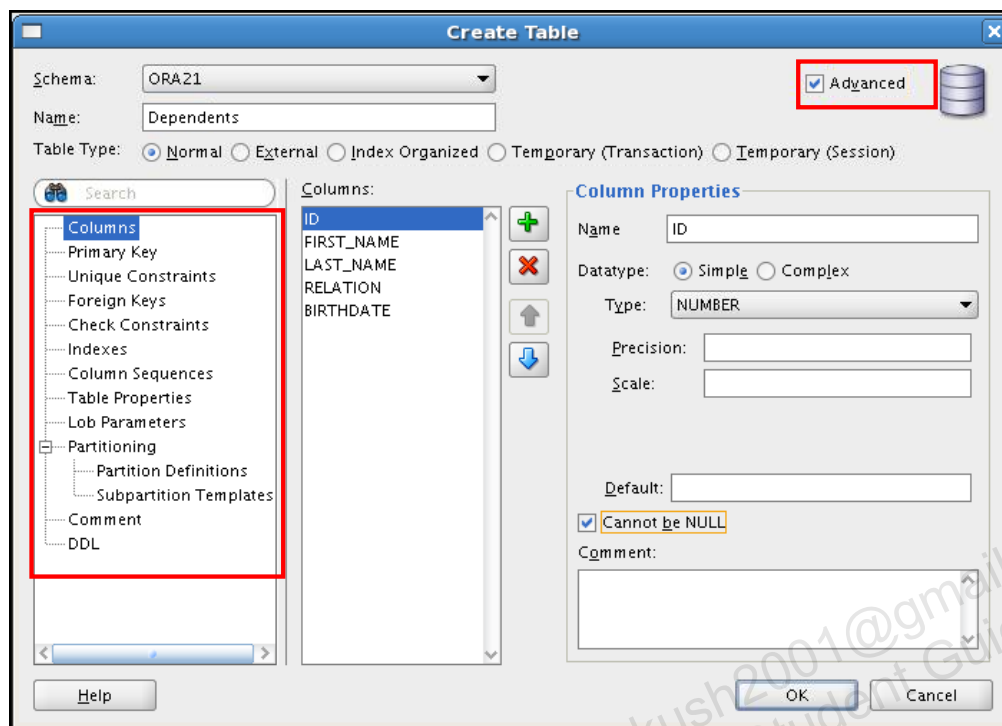 Create Table
Schema: ORA21
Advanced
Name: Dependents
Table Type: Normal External Index Organized Temporary (Transaction) Temporary (Session)
Search
Columns
Primary Key
Unique Constraints
Foreign Keys
Check Constraints
Indexes
Column Sequences
Table Properties
Lob Parameters
Partitioning
Partition Definitions
Subpartition Templates
Comment
DDL
Columns:
ID
FIRST_NAME
LAST_NAME
RELATION
BIRTHDATE
Column Properties
Name ID
Datatype: Simple Complex
Type: NUMBER
Precision:
Scale:
Default:
Cannot be NULL
Comment:
Help
OK
Cancel